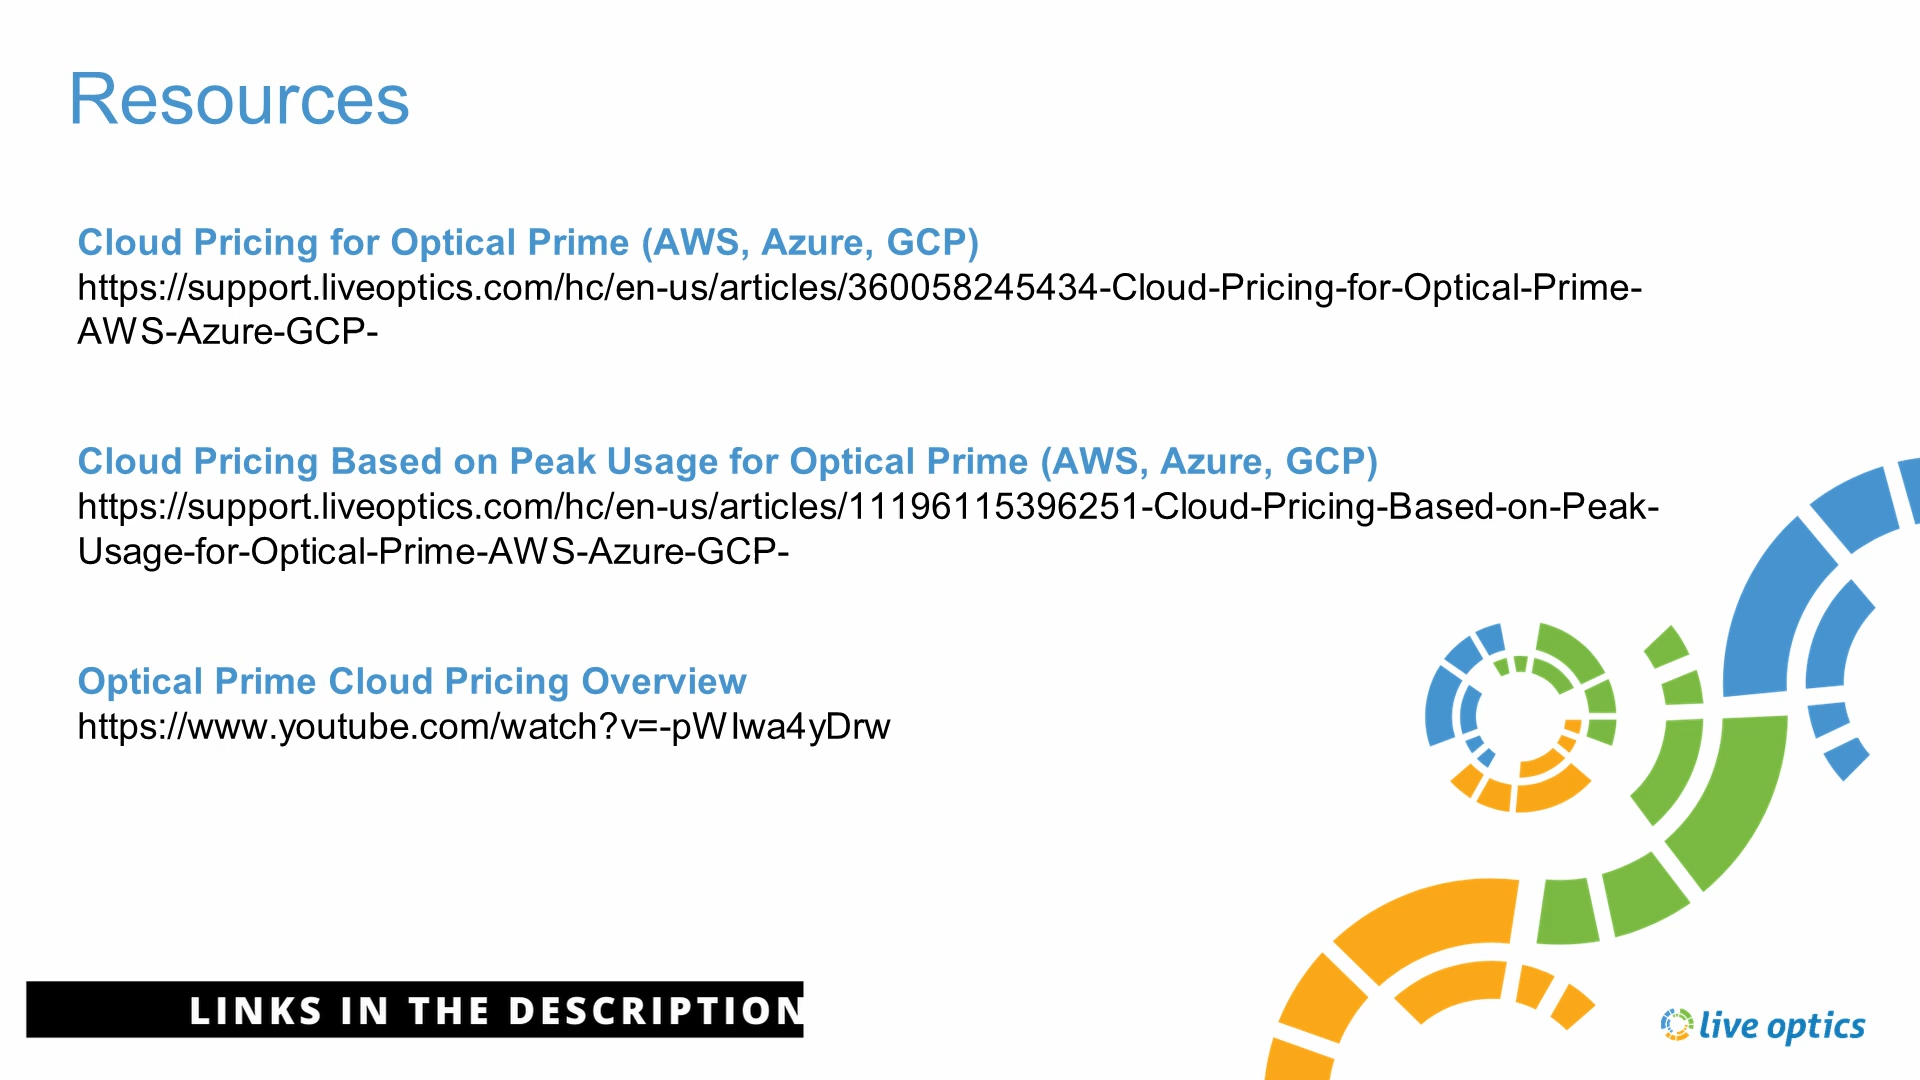 Resources
Cloud Pricing for Optical Prime (AWS, Azure, GCP)
https://support.liveoptics.com/hc/en-us/articles/360058245434-Cloud-Pricing-for-Optical-Prime-
AWS-Azure-GCP-
Cloud Pricing Based on Peak Usage for Optical Prime (AWS, Azure, GCP)
https://support.liveoptics.com/hc/en-us/articles/11196115396251-Cloud-Pricing-Based-on-Peak-
Usage-for-Optical-Prime-AWS-Azure-GCP-
Optical Prime Cloud Pricing Overview
https://www.youtube.com/watch?v=-pWIwa4yDrw
LINKS IN THE DESCRIPTION
live optics